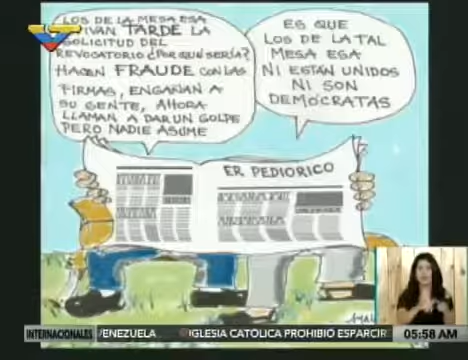 LOS DE LA MESA ESA
TARDE LA
SOLICITUD DEL
REVOCATORIO ¿POR QUÉ SERÍA?
HACEN FRAUDE CON LAS
FIRMAS, ENGAÑAN A
SU GENTE, AHORA
LLAMAN A DAR UN GOLPE
PERO NADIE ASUME
ES QUE
LOS DE LA TAL
MESA ESA
NI ESTÁN UNIDOS
NI SON
DEMÓCRATAS
ER PEDIORICO
INTERNACIONALES
VENEZUELA
IGLESIA CATÓLICA PROHIBIÓ ESPARCIR
05:58 AM